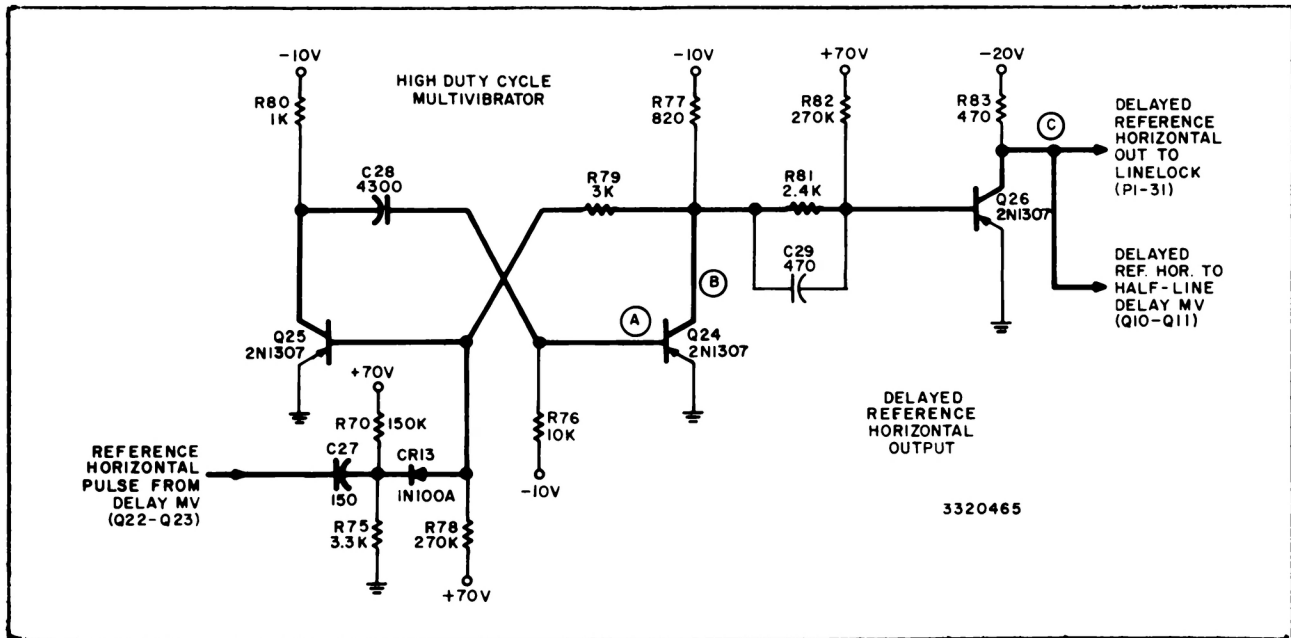 -10V
HIGH DUTY CYCLE
MULTIVIBRATOR
R80
1K
C28
4300
R79
3K
-10V
R77
820
+70V
R82
270K
R81
2.4K
C29
470
-20V
R83
470
C
DELAYED
REFERENCE
HORIZONTAL
OUT TO
LINELOCK
(P1-31)
Q26
2N1307
DELAYED
REF. HOR. TO
HALF-LINE
DELAY MV
(Q10-Q11)
B
A
Q25
2N1307
Q24
2N1307
+70V
R70
150K
R76
10K
-10V
DELAYED
REFERENCE
HORIZONTAL
OUTPUT
REFERENCE
HORIZONTAL
PULSE FROM
DELAY MV
(Q22-Q23)
C27
150
CR13
1N100A
R75
3.3K
R78
270K
+70V
3320465